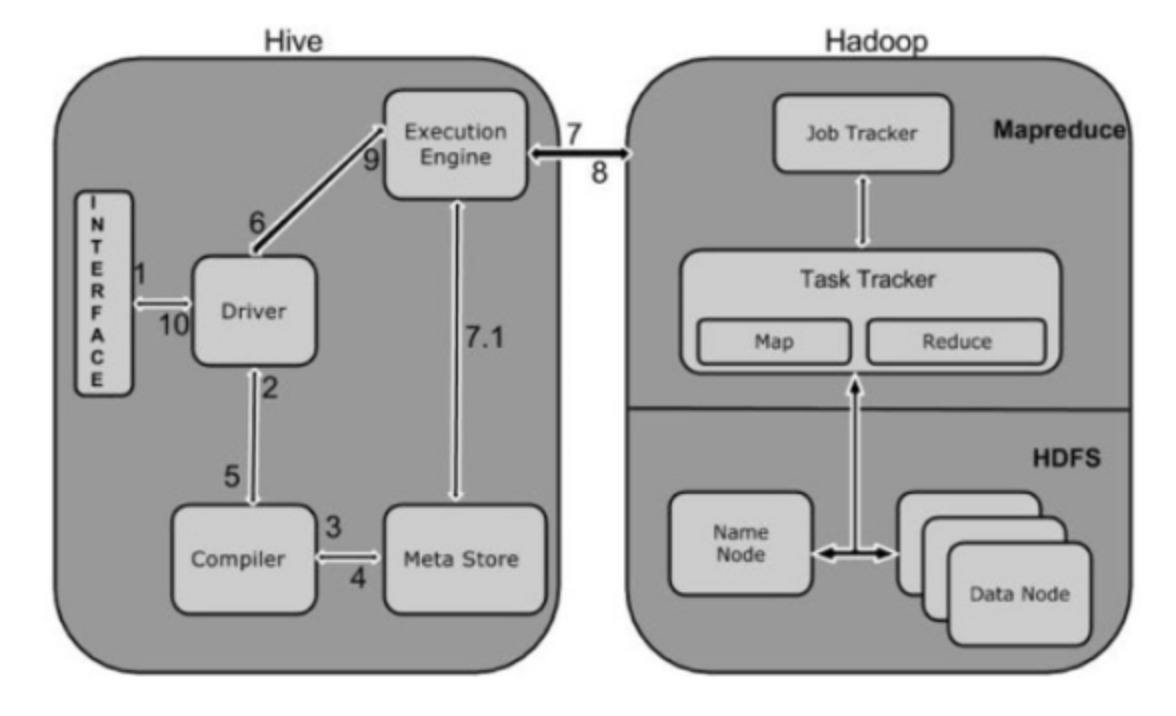 Hive
Hadoop
Execution
Engine
7
8
Job Tracker
Mapreduce
9
6
INTERFACE
1
10
Driver
Task Tracker
Map
Reduce
7.1
2
5
HDFS
Compiler
3
4
Meta Store
Name
Node
Data Node